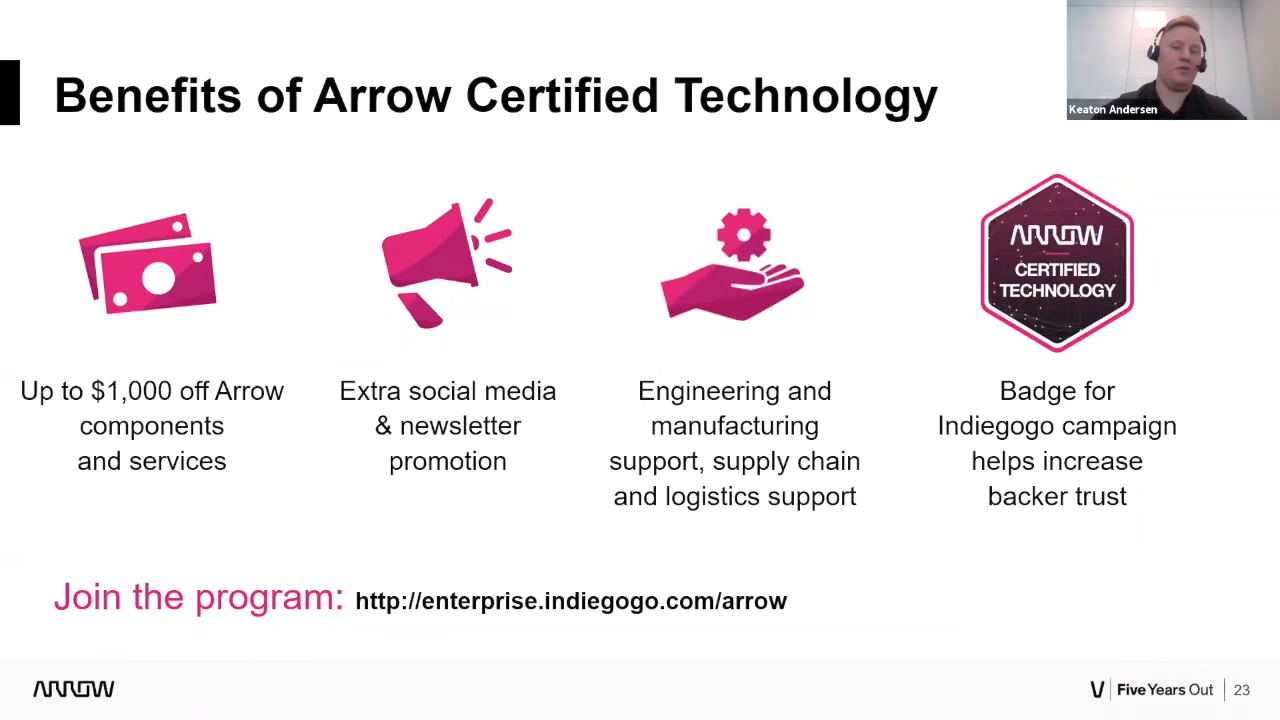 Benefits of Arrow Certified Technology
Keaton Andersen
ARROW
CERTIFIED
TECHNOLOGY
Up to $1,000 off Arrow
components
and services
Extra social media
& newsletter
promotion
Engineering and
manufacturing
support, supply chain
and logistics support
Badge for
Indiegogo campaign
helps increase
backer trust
Join the program: http://enterprise.indiegogo.com/arrow
ARROW
Five Years Out
23